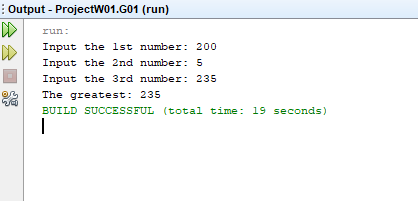 Output - ProjectW01.G01 (run)
run:
Input the 1st number: 200
Input the 2nd number: 5
Input the 3rd number: 235
The greatest: 235
BUILD SUCCESSFUL (total time: 19 seconds)